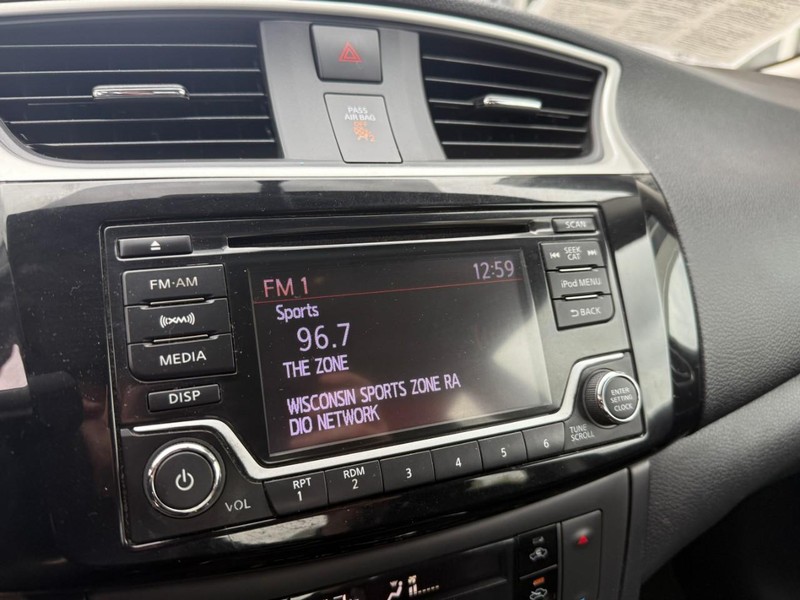 PASS
AIR BAG
SCAN
SEEK
CAT
iPod MENU
BACK
FM·AM
((XM))
MEDIA
DISP
FM 1
12:59
Sports
96.7
THE ZONE
WISCONSIN SPORTS ZONE RA
DIO NETWORK
ENTER
SETTING
CLOCK
TUNE
SCROLL
VOL
RPT
1
RDM
2
3
4
5
6